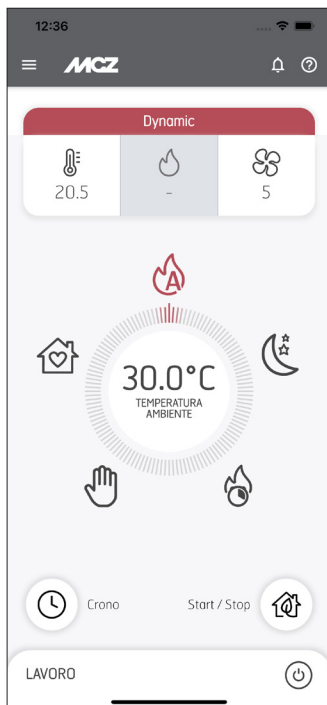 12:36
MCZ
Dynamic
20.5
-
5
A
30.0°C
TEMPERATURA
AMBIENTE
Crono
Start / Stop
LAVORO